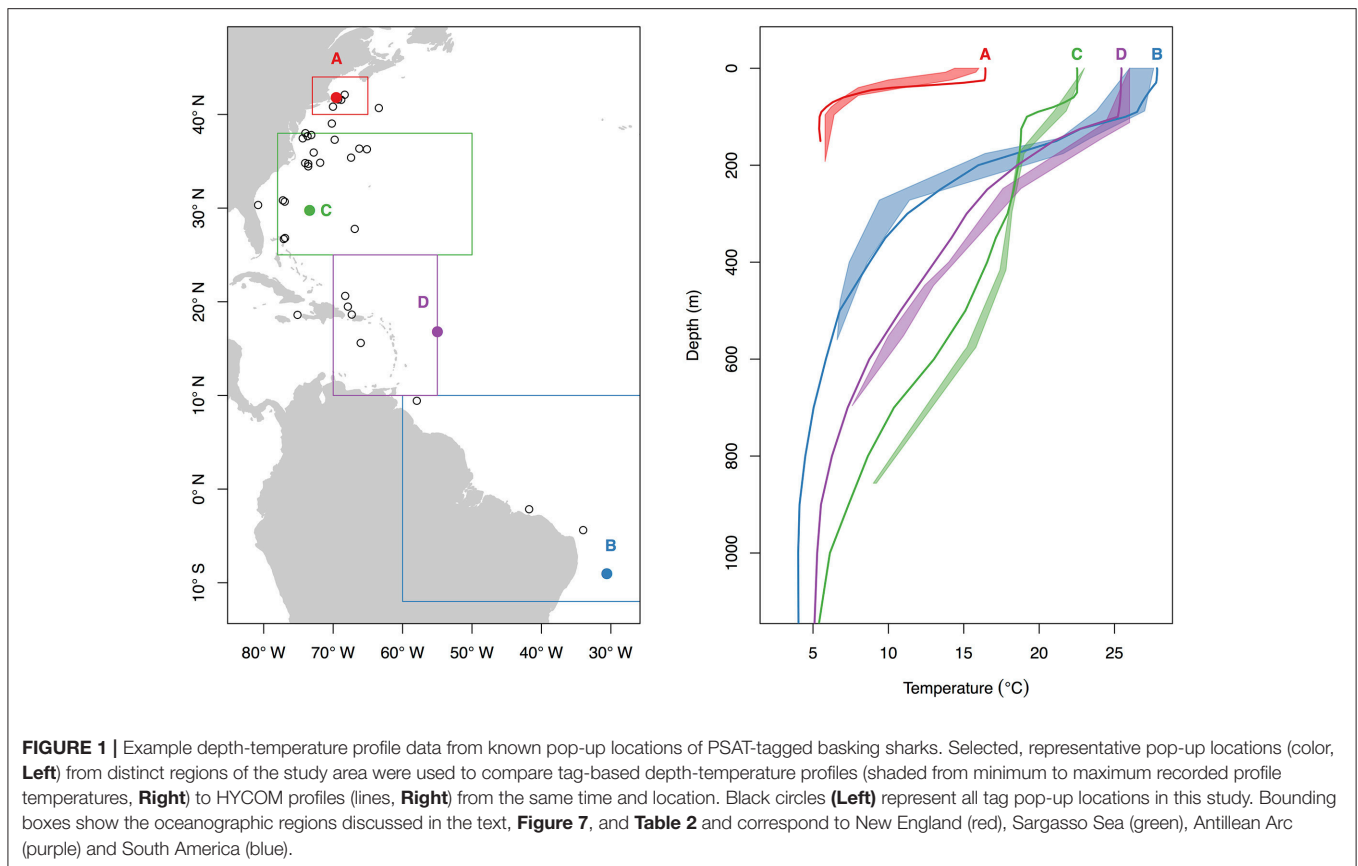 A
C
D
B
40° N
30° N
20° N
10° N
0° N
10° S
80° W 70° W 60° W 50° W 40° W 30° W
A C D B
0
200
400
600
800
1000
Depth (m)
5 10 15 20 25
Temperature (°C)
FIGURE 1 | Example depth-temperature profile data from known pop-up locations of PSAT-tagged basking sharks. Selected, representative pop-up locations (color,
Left) from distinct regions of the study area were used to compare tag-based depth-temperature profiles (shaded from minimum to maximum recorded profile
temperatures, Right) to HYCOM profiles (lines, Right) from the same time and location. Black circles (Left) represent all tag pop-up locations in this study. Bounding
boxes show the oceanographic regions discussed in the text, Figure 7, and Table 2 and correspond to New England (red), Sargasso Sea (green), Antillean Arc
(purple) and South America (blue).